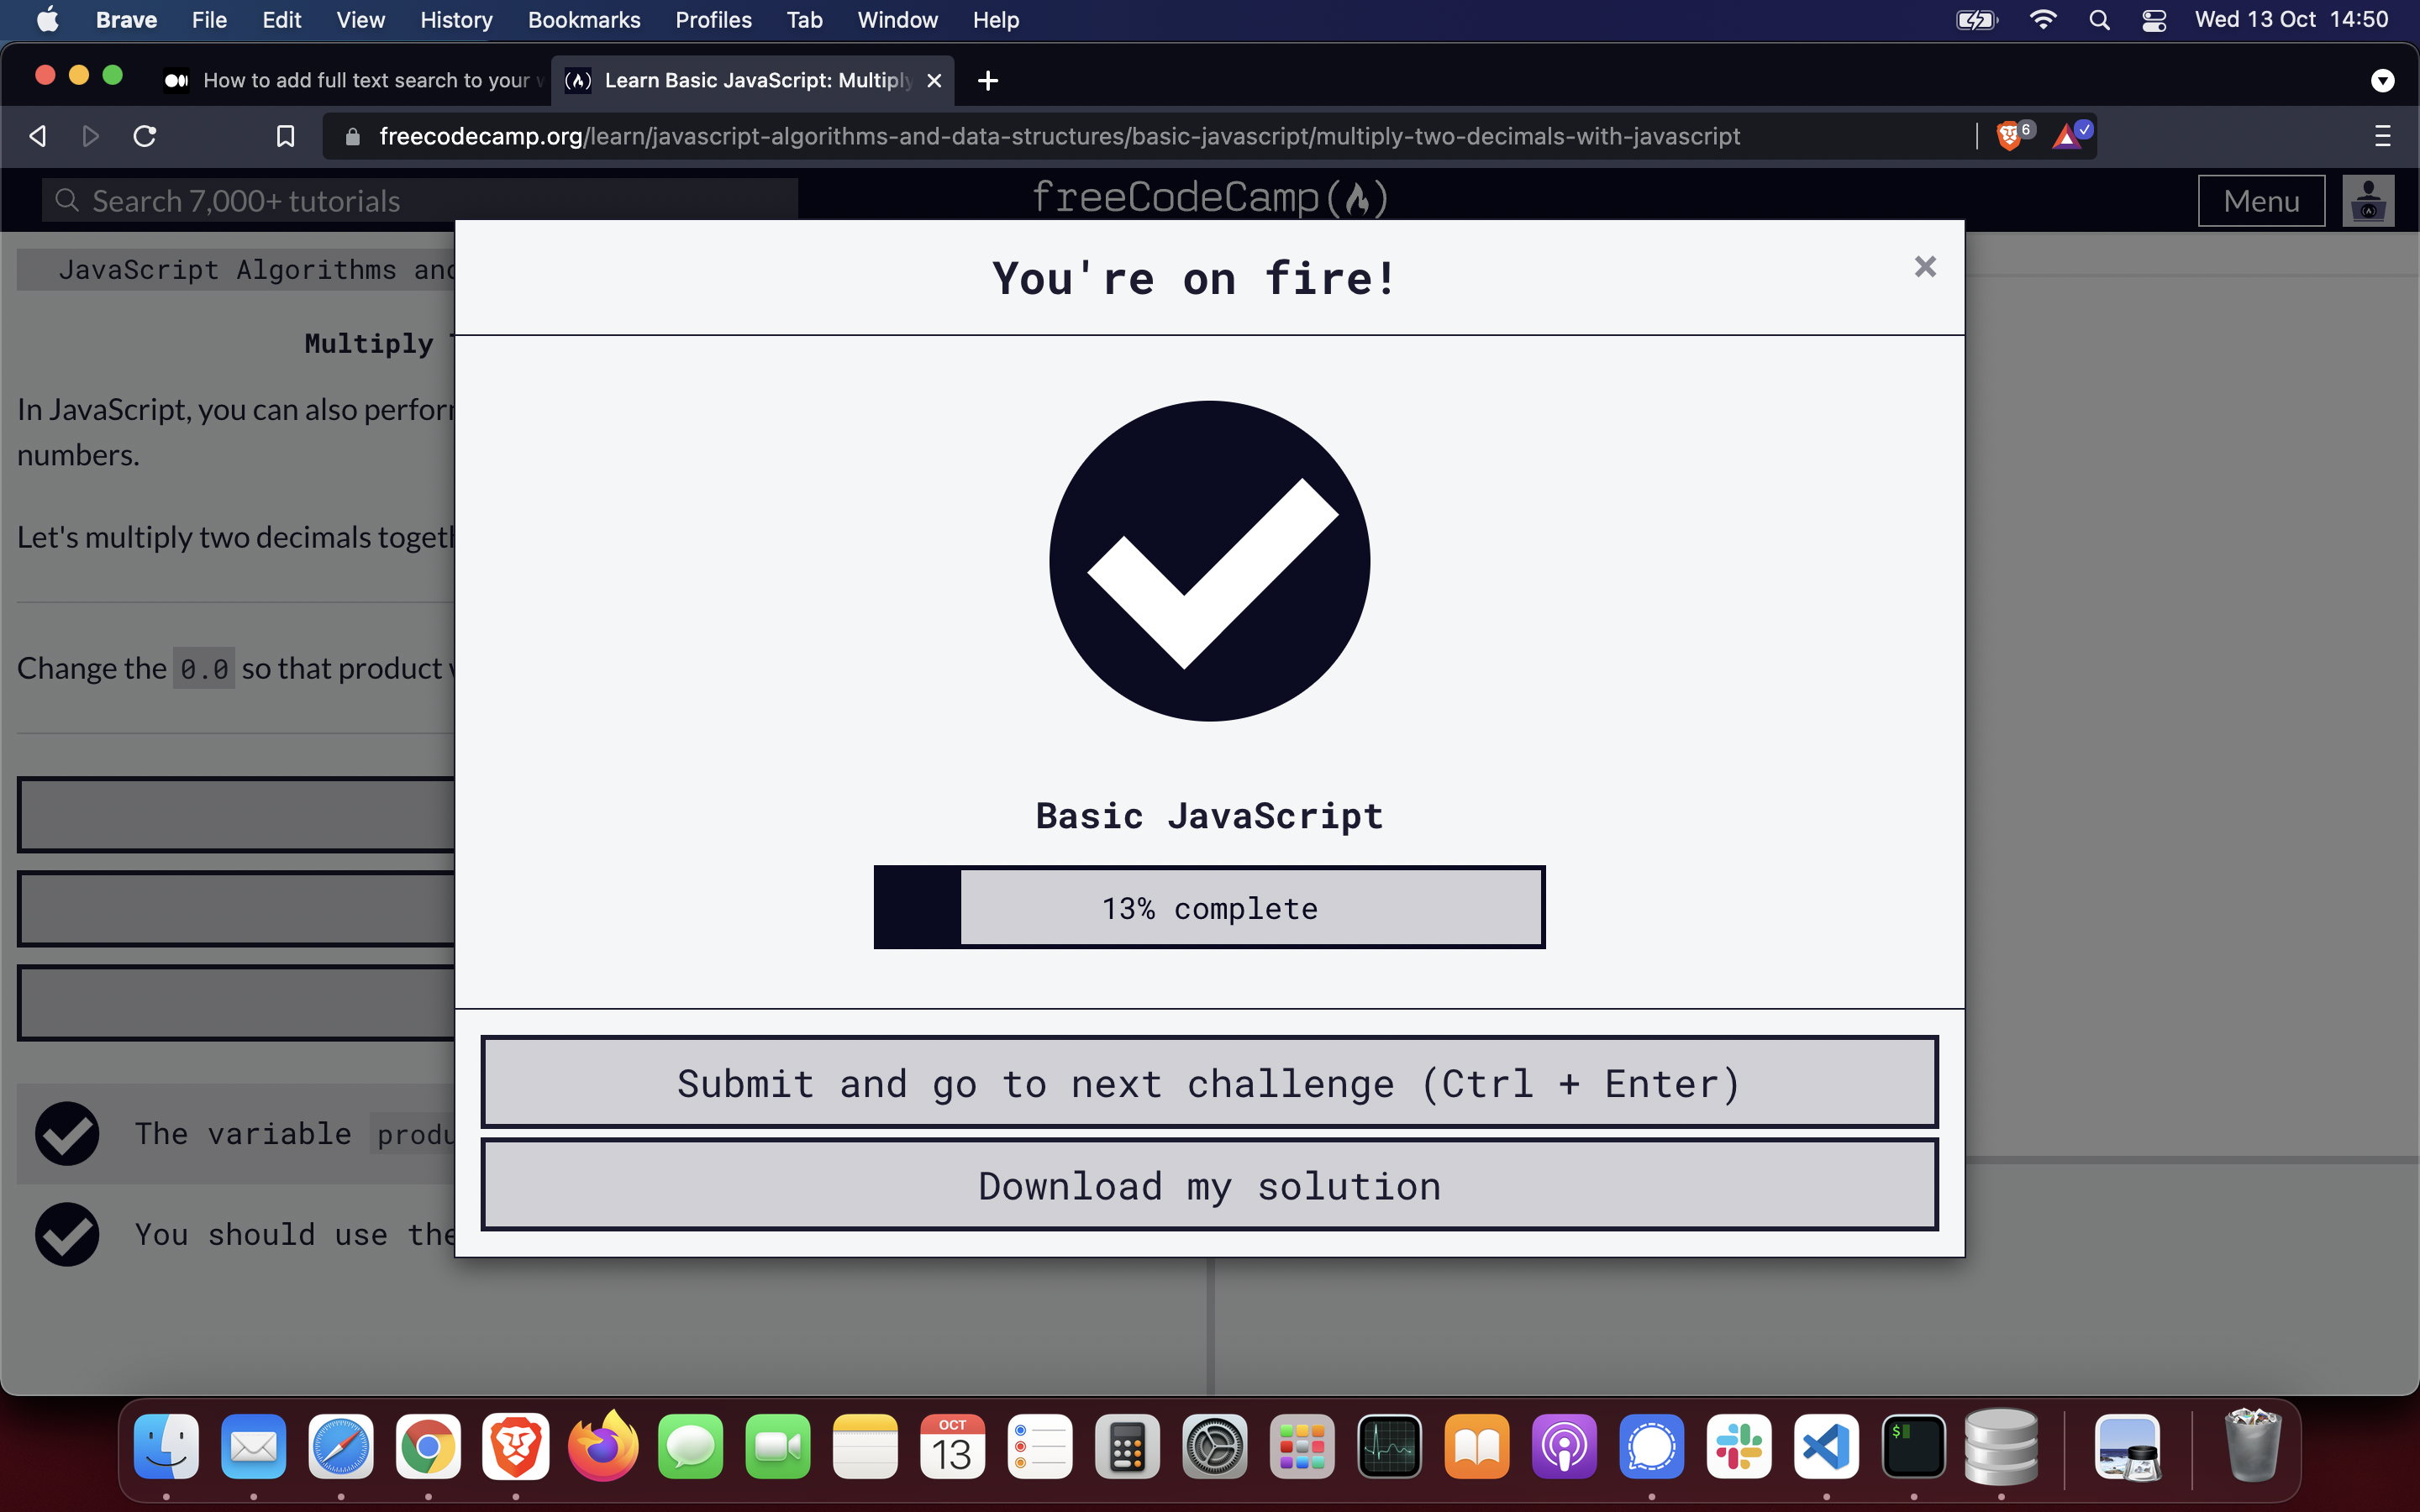 Brave File Edit View History Bookmarks Profiles Tab Window Help Wed 13 Oct 14:50
How to add full text search to your
Learn Basic JavaScript: Multiply
freecodecamp.org/learn/javascript-algorithms-and-data-structures/basic-javascript/multiply-two-decimals-with-javascript
6
Search 7,000+ tutorials
freeCodeCamp
Menu
JavaScript Algorithms and
You're on fire!
×
Multiply
In JavaScript, you can also perfor
numbers.
Let's multiply two decimals togeth
Change the 0.0 so that product
Basic JavaScript
13% complete
Submit and go to next challenge (Ctrl + Enter)
Download my solution
The variable produ
You should use the
OCT
13
$